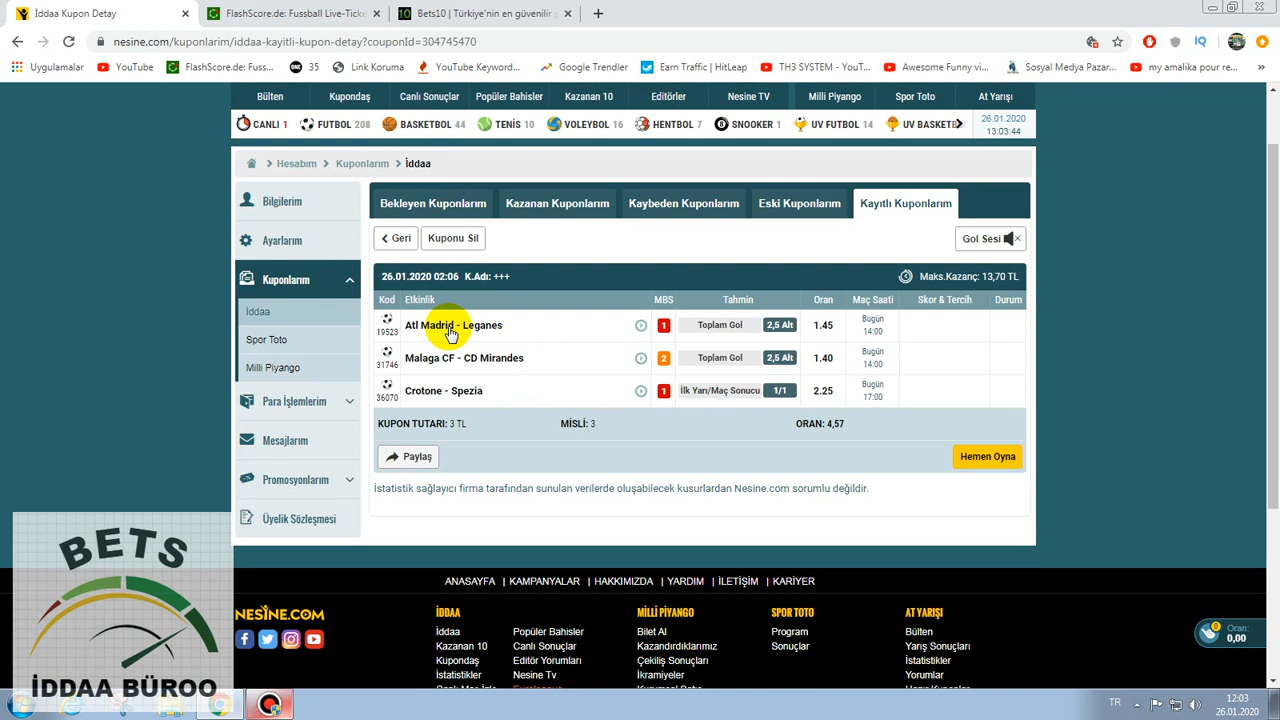 İddaa Kupon Detay
FlashScore.de: Fussball Live-Ticke
Bets10 | Türkiye'nin en güvenilir
nesine.com/kuponlarim/iddaa-kayitli-kupon-detay?couponId=304745470
IQ
Uygulamalar
YouTube
FlashScore.de: Fuss...
35
Link Koruma
YouTube Keyword...
Google Trendler
Earn Traffic | HitLeap
TH3 SYSTEM - YouT...
Awesome Funny vi...
Sosyal Medya Pazar...
my amalika pour re...
»
Bülten
Kupondaş
Canlı Sonuçlar
Popüler Bahisler
Kazanan 10
Editörler
Nesine TV
Milli Piyango
Spor Toto
At Yarışı
CANLI 1
FUTBOL 208
BASKETBOL 44
TENİS 10
VOLEYBOL 16
HENTBOL 7
SNOOKER 1
UV FUTBOL 14
UV BASKETB
26.01.2020
13:03:44
Hesabım
Kuponlarım
İddaa
Bilgilerim
Ayarlarım
Kuponlarım
İddaa
Spor Toto
Milli Piyango
Para İşlemlerim
Mesajlarım
Promosyonlarım
Üyelik Sözleşmesi
Bekleyen Kuponlarım
Kazanan Kuponlarım
Kaybeden Kuponlarım
Eski Kuponlarım
Kayıtlı Kuponlarım
Geri
Kuponu Sil
Gol Sesi
26.01.2020 02:06 K.Adı: +++
Maks.Kazanç: 13,70 TL
Kod Etkinlik MBS Tahmin Oran Maç Saati Skor & Tercih Durum
19523 Atl Madrid - Leganes 1 Toplam Gol 2,5 Alt 1.45 Bugün 14:00
31746 Malaga CF - CD Mirandes 2 Toplam Gol 2,5 Alt 1.40 Bugün 14:00
36070 Crotone - Spezia 1 İlk Yarı/Maç Sonucu 1/1 2.25 Bugün 17:00
KUPON TUTARI: 3 TL MİSLİ: 3 ORAN: 4,57
Paylaş
Hemen Oyna
İstatistik sağlayıcı firma tarafından sunulan verilerde oluşabilecek kusurlardan Nesine.com sorumlu değildir.
BETS
İDDAA BÜROO
ANASAYFA | KAMPANYALAR | HAKKIMIZDA | YARDIM | İLETİŞİM | KARİYER
NESİNE.COM
İDDAA
İddaa
Kazanan 10
Kupondaş
İstatistikler
Popüler Bahisler
Canlı Sonuçlar
Editör Yorumları
Nesine Tv
MİLLİ PİYANGO
Bilet Al
Kazandırdıklarımız
Çekiliş Sonuçları
İkramiyeler
SPOR TOTO
Program
Sonuçlar
AT YARIŞI
Bülten
Yarış Sonuçları
İstatistikler
Yorumlar
0
Oran:
0,00
TR
12:03
26.01.2020